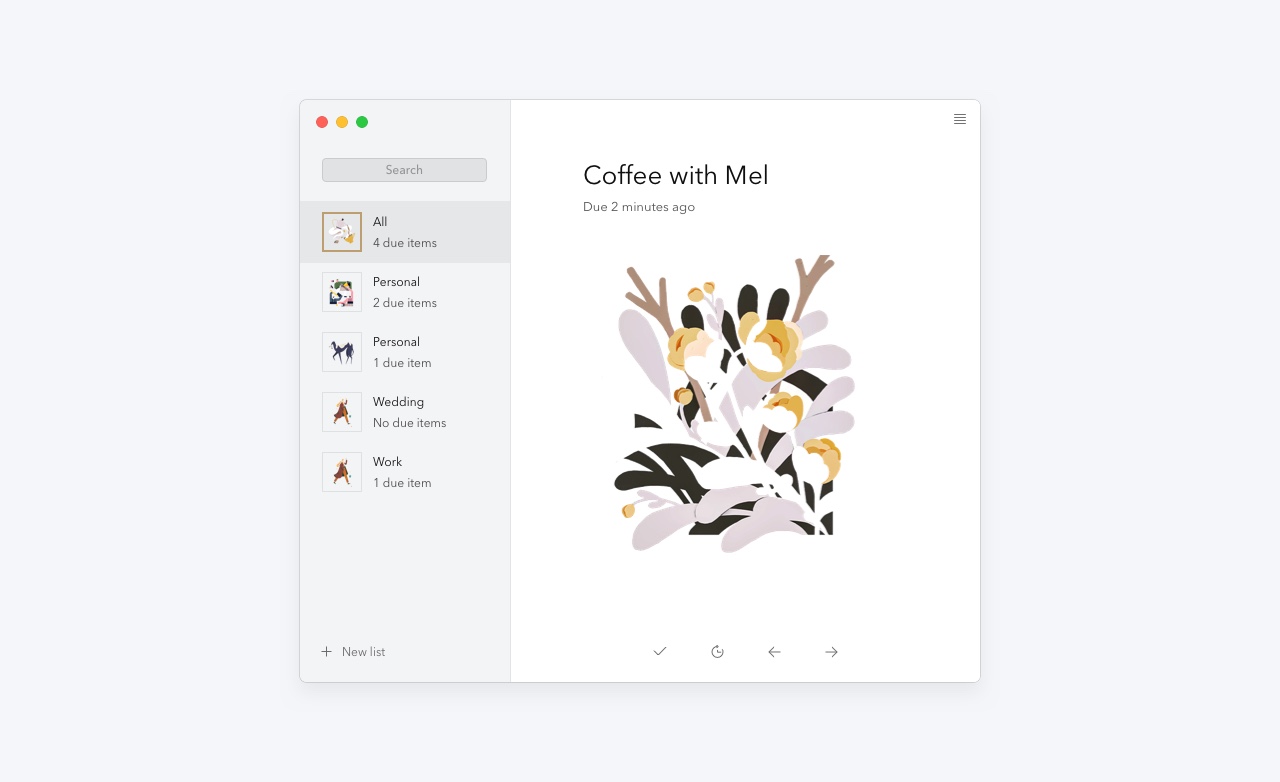 Search
All
4 due items
Personal
2 due items
Personal
1 due item
Wedding
No due items
Work
1 due item
New list
Coffee with Mel
Due 2 minutes ago